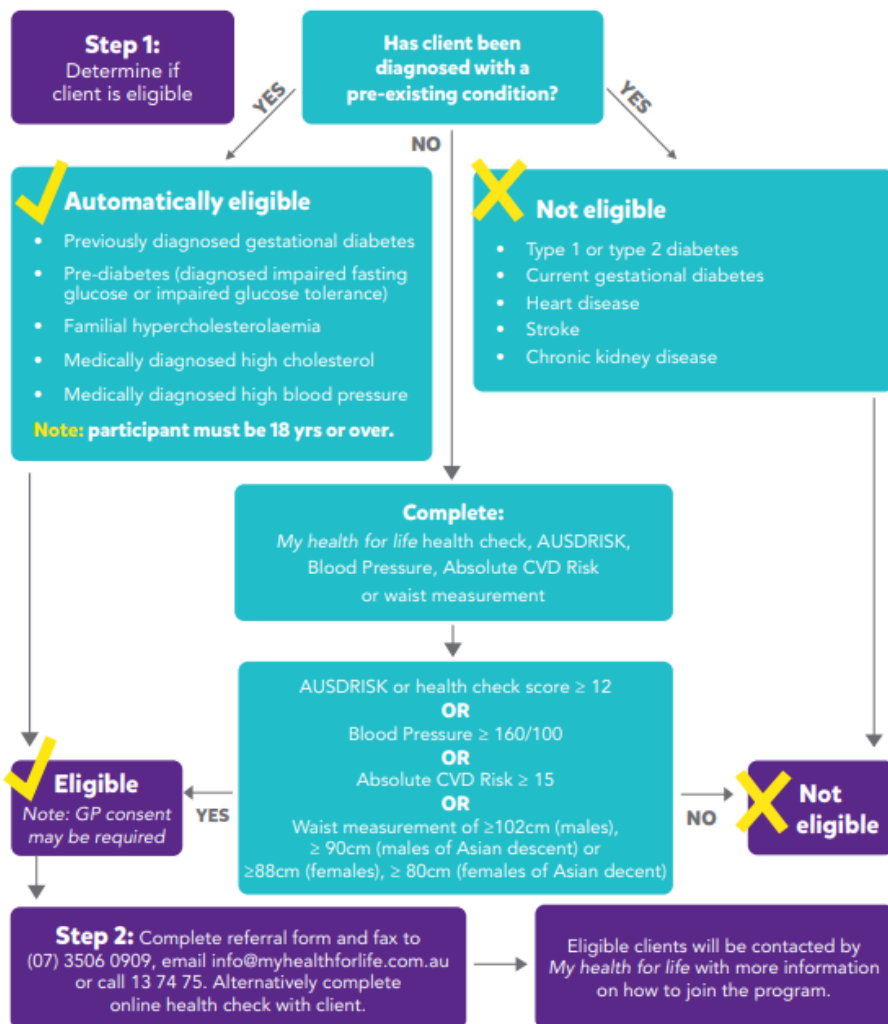 Step 1:
Determine if
client is eligible
Has client been
diagnosed with a
pre-existing condition?
YES
NO
YES
Automatically eligible
• Previously diagnosed gestational diabetes
• Pre-diabetes (diagnosed impaired fasting
glucose or impaired glucose tolerance)
• Familial hypercholesterolaemia
• Medically diagnosed high cholesterol
• Medically diagnosed high blood pressure
Note: participant must be 18 yrs or over.
Not eligible
• Type 1 or type 2 diabetes
• Current gestational diabetes
• Heart disease
• Stroke
• Chronic kidney disease
Complete:
My health for life health check, AUSDRISK,
Blood Pressure, Absolute CVD Risk
or waist measurement
AUSDRISK or health check score ≥ 12
OR
Blood Pressure ≥ 160/100
OR
Absolute CVD Risk ≥ 15
OR
Waist measurement of ≥102cm (males),
≥ 90cm (males of Asian descent) or
≥88cm (females), ≥ 80cm (females of Asian decent)
YES
NO
Eligible
Note: GP consent
may be required
Not
eligible
Step 2: Complete referral form and fax to
(07) 3506 0909, email info@myhealthforlife.com.au
or call 13 74 75. Alternatively complete
online health check with client.
Eligible clients will be contacted by
My health for life with more information
on how to join the program.